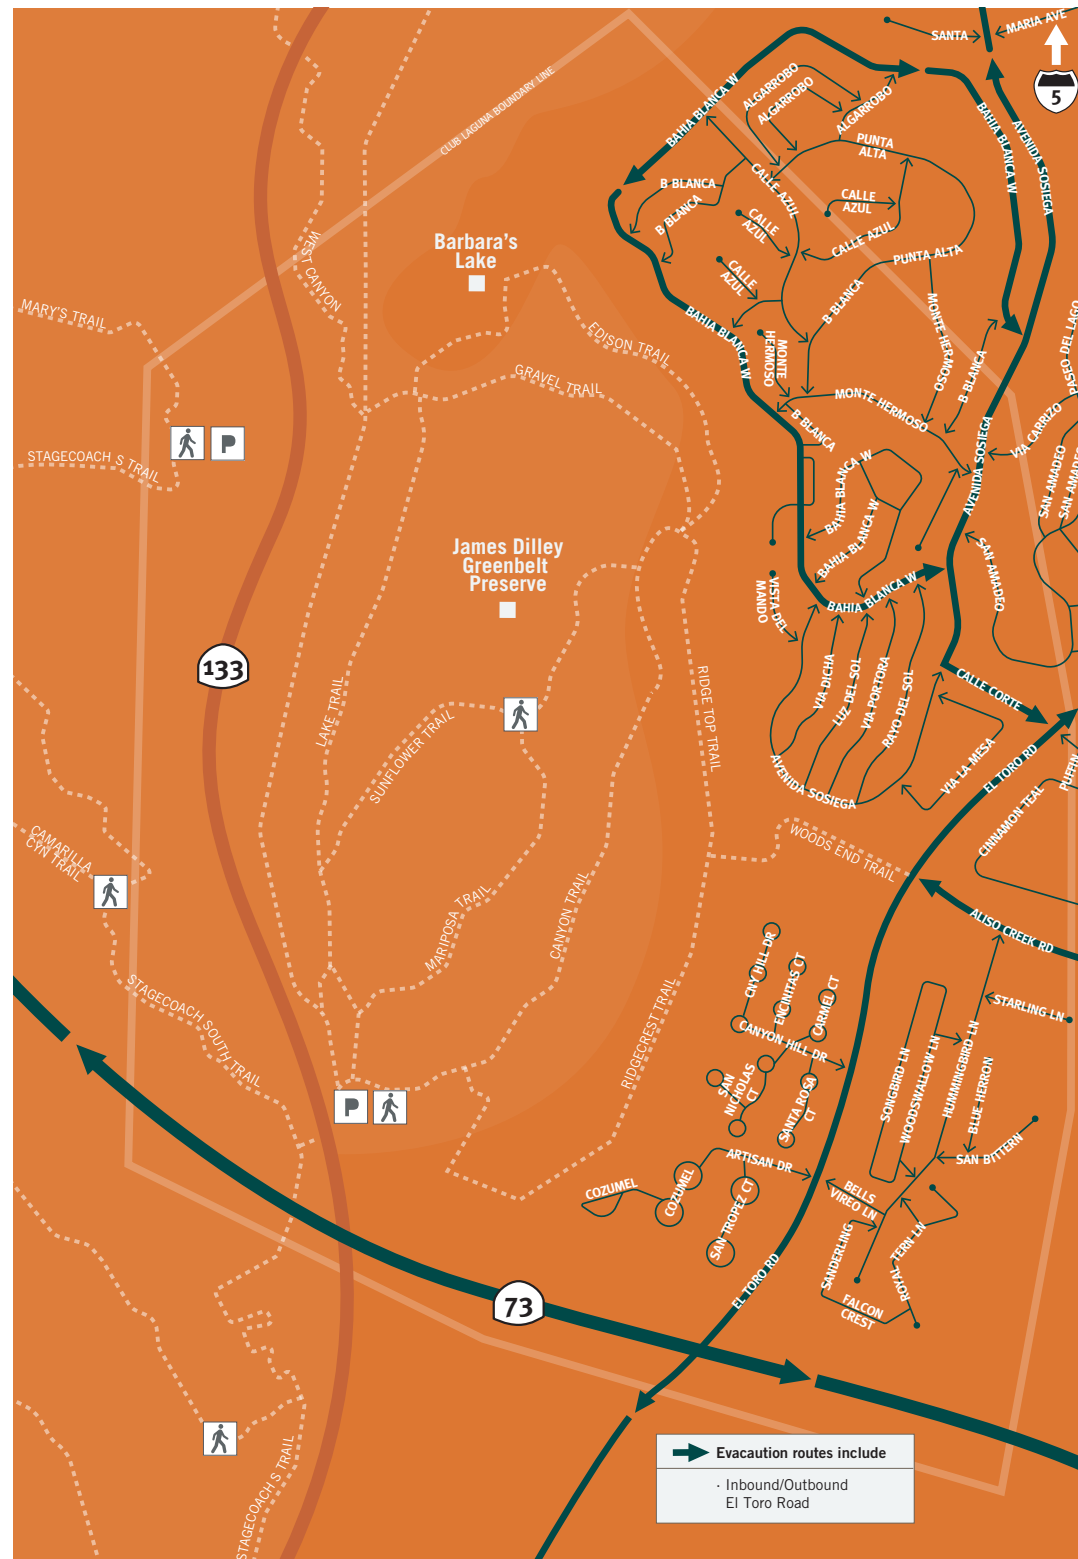 SANTA
MARIA AVE
5
CLUB LAGUNA BOUNDARY LINE
BAHIA BLANCA W
ALGARROBO
ALGARROBO
ALGARROBO
BAHIA BLANCA W
AVENIDA SOSIEGA
PUNTA
ALTA
B BLANCA
B BLANCA
CALLE AZUL
CALLE
AZUL
CALLE
AZUL
CALLE AZUL
PUNTA ALTA
CALLE
AZUL
B BLANCA
WEST CANYON
Barbara's
Lake
MARY'S TRAIL
EDISON TRAIL
GRAVEL TRAIL
BAHIA BLANCA W
MONTE
HERMOSO
MONTE HERMOSO
B BLANCA
PASEO DEL LAGO
MONTE HERMOSO
B BLANCA
AVENIDA SOSIEGA
VIA CARRIZO
SAN AMADEO
SAN AMADEO
P
STAGECOACH S TRAIL
BAHIA BLANCA W
BAHIA BLANCA W
SAN AMADEO
James Dilley
Greenbelt
Preserve
VISTA DEL
MANDO
BAHIA BLANCA W
133
LAKE TRAIL
SUNFLOWER TRAIL
RIDGE TOP TRAIL
VIA DICHA
LUZ DEL SOL
VIA PORTORA
RAYO DEL SOL
CALLE CORTE
AVENIDA SOSIEGA
VIA LA MESA
EL TORO RD
PUFFIN
CINNAMON TEAL
WOODS END TRAIL
CAMARILLA
CYN TRAIL
MARIPOSA TRAIL
CANYON TRAIL
ALISO CREEK RD
CNY HILL DR
ENCINITAS CT
CARMEL CT
CANYON HILL DR
STAGECOACH SOUTH TRAIL
RIDGECREST TRAIL
STARLING LN
SONGBIRD LN
WOODSWALLOW LN
HUMMINGBIRD LN
BLUE HERRON
SAN
NICHOLAS
CT
SANTA ROSA
CT
P
SAN BITTERN
ARTISAN DR
COZUMEL
COZUMEL
SAN TROPEZ CT
BELLS
VIREO LN
SANDERLING
ROYAL TERN LN
FALCON
CREST
EL TORO RD
73
STAGECOACH S TRAIL
Evacaution routes include
· Inbound/Outbound
El Toro Road